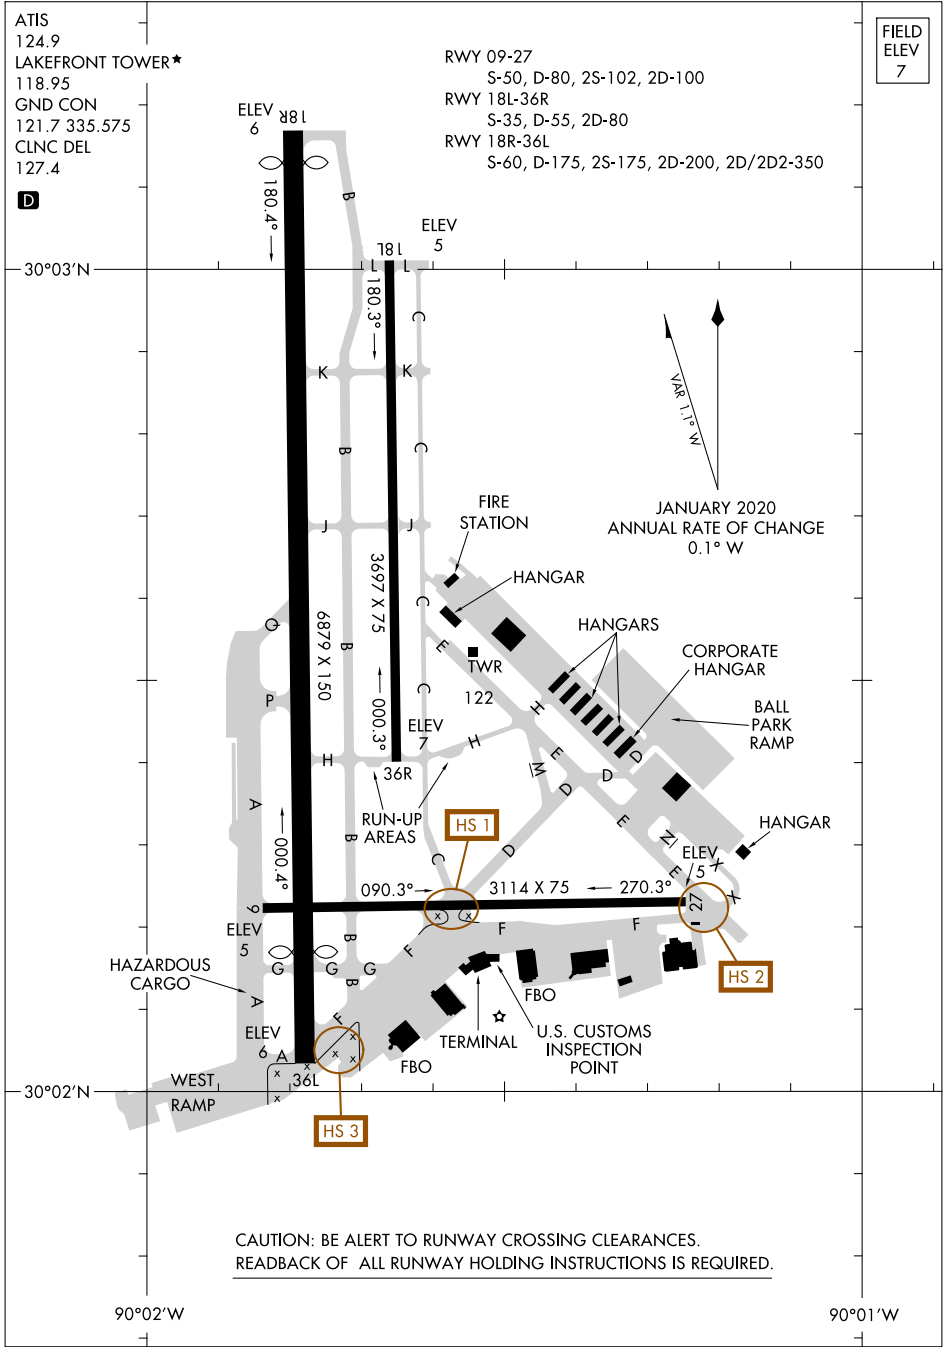 ATIS
124.9
LAKEFRONT TOWER★
118.95
GND CON
121.7 335.575
CLNC DEL
127.4
D
RWY 09-27
S-50, D-80, 2S-102, 2D-100
RWY 18L-36R
S-35, D-55, 2D-80
RWY 18R-36L
S-60, D-175, 2S-175, 2D-200, 2D/2D2-350
FIELD
ELEV
7
ELEV
6
18R
180.4°
B
ELEV
5
18L
L
L
30°03'N
180.3°
C
K
K
VAR 1.1° W
JANUARY 2020
ANNUAL RATE OF CHANGE
0.1° W
B
C
J
J
FIRE
STATION
HANGAR
3697 X 75
6879 X 150
C
E
TWR
122
HANGARS
CORPORATE
HANGAR
BALL
PARK
RAMP
Q
B
P
000.3°
C
ELEV
7
H
H
H
36R
E
M
D
D
D
RUN-UP
AREAS
A
000.4°
B
C
HS 1
D
E
N
E
X
X
HANGAR
ELEV
5
9
090.3°
3114 X 75
270.3°
27
ELEV
5
x
x
F
F
F
B
G
G
G
B
HS 2
HAZARDOUS
CARGO
A
F
FBO
TERMINAL
U.S. CUSTOMS
INSPECTION
POINT
FBO
ELEV
6
A
x
x
x
x
x
x
36L
WEST
RAMP
30°02'N
HS 3
CAUTION: BE ALERT TO RUNWAY CROSSING CLEARANCES.
READBACK OF ALL RUNWAY HOLDING INSTRUCTIONS IS REQUIRED.
90°02'W
90°01'W